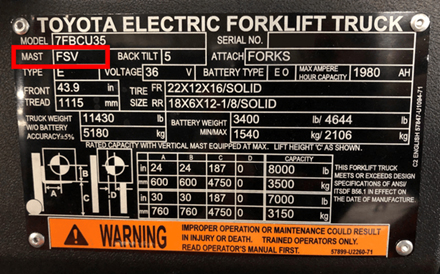 TOYOTA ELECTRIC FORKLIFT TRUCK
MODEL 7FBCU35 SERIAL NO.
MAST FSV BACK TILT 5 ATTACH FORKS
TYPE E VOLTAGE 36 V BATTERY TYPE EO MAX AMPERE HOUR CAPACITY 1980 AH
FRONT TREAD 43.9 in TIRE SIZE FR 22X12X16/SOLID
1115 mm RR 18X6X12-1/8/SOLID
TRUCK WEIGHT W/O BATTERY ACCURACY±5% 11430 lb BATTERY WEIGHT MIN/MAX 3400 lb / 4644 lb
5180 kg 1540 kg / 2106 kg
RATED CAPACITY WITH VERTICAL MAST EQUIPPED AT MAX. LIFT HEIGHT 'C' AS SHOWN.
A B C D CAPACITY
in 24 24 187 0 8000 lb
mm 600 600 4750 0 3500 kg
in 30 30 187 0 7000 lb
mm 760 760 4750 0 3150 kg
THIS FORKLIFT TRUCK
MEETS OR EXCEEDS DESIGN
SPECIFICATIONS OF ANSI/
ITSDF B56.1 IN EFFECT ON
THE DATE OF MANUFACTURE.
C2 ENGLISH 57847-U1094-71
WARNING
IMPROPER OPERATION OR MAINTENANCE COULD RESULT
IN INJURY OR DEATH. TRAINED OPERATORS ONLY.
READ OPERATOR'S MANUAL. 57899-U2260-71